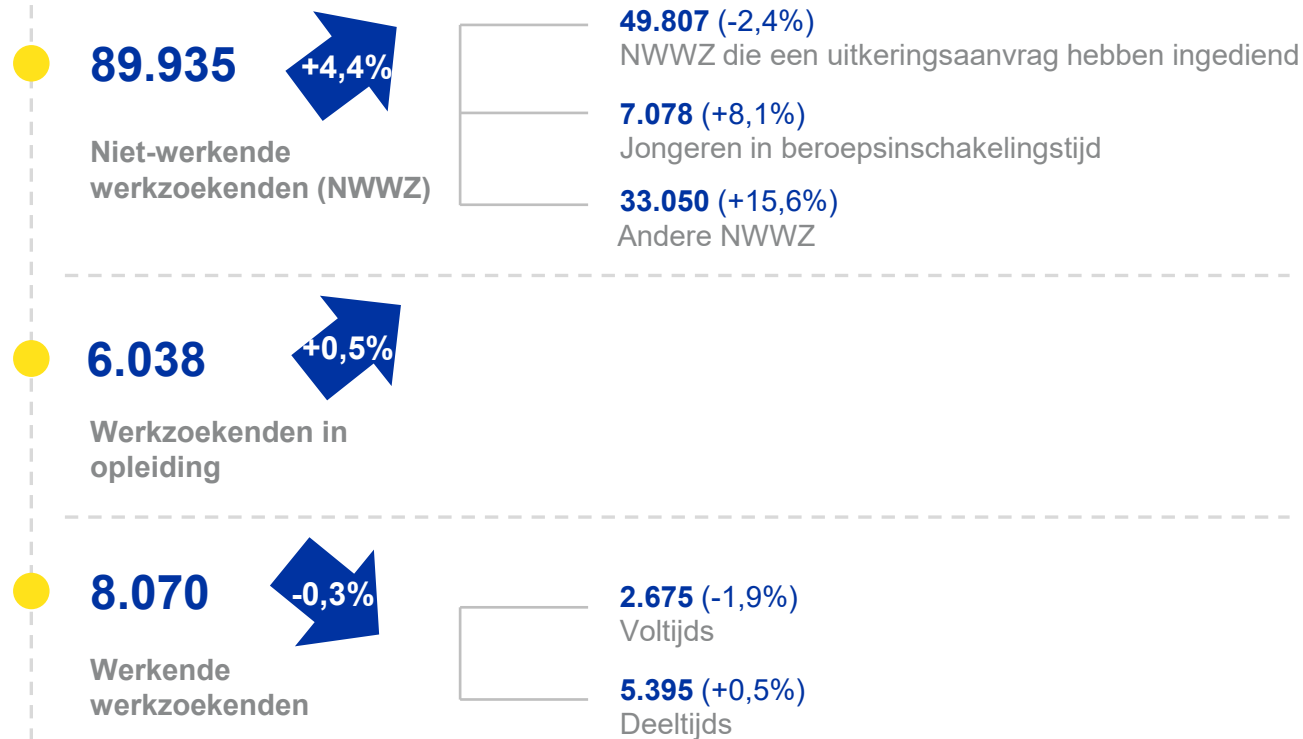 89.935
+4,4%
Niet-werkende
werkzoekenden (NWWZ)
49.807 (-2,4%)
NWWZ die een uitkeringsaanvrag hebben ingediend
7.078 (+8,1%)
Jongeren in beroepsinschakelingstijd
33.050 (+15,6%)
Andere NWWZ
6.038
+0,5%
Werkzoekenden in
opleiding
8.070
-0,3%
Werkende
werkzoekenden
2.675 (-1,9%)
Voltijds
5.395 (+0,5%)
Deeltijds